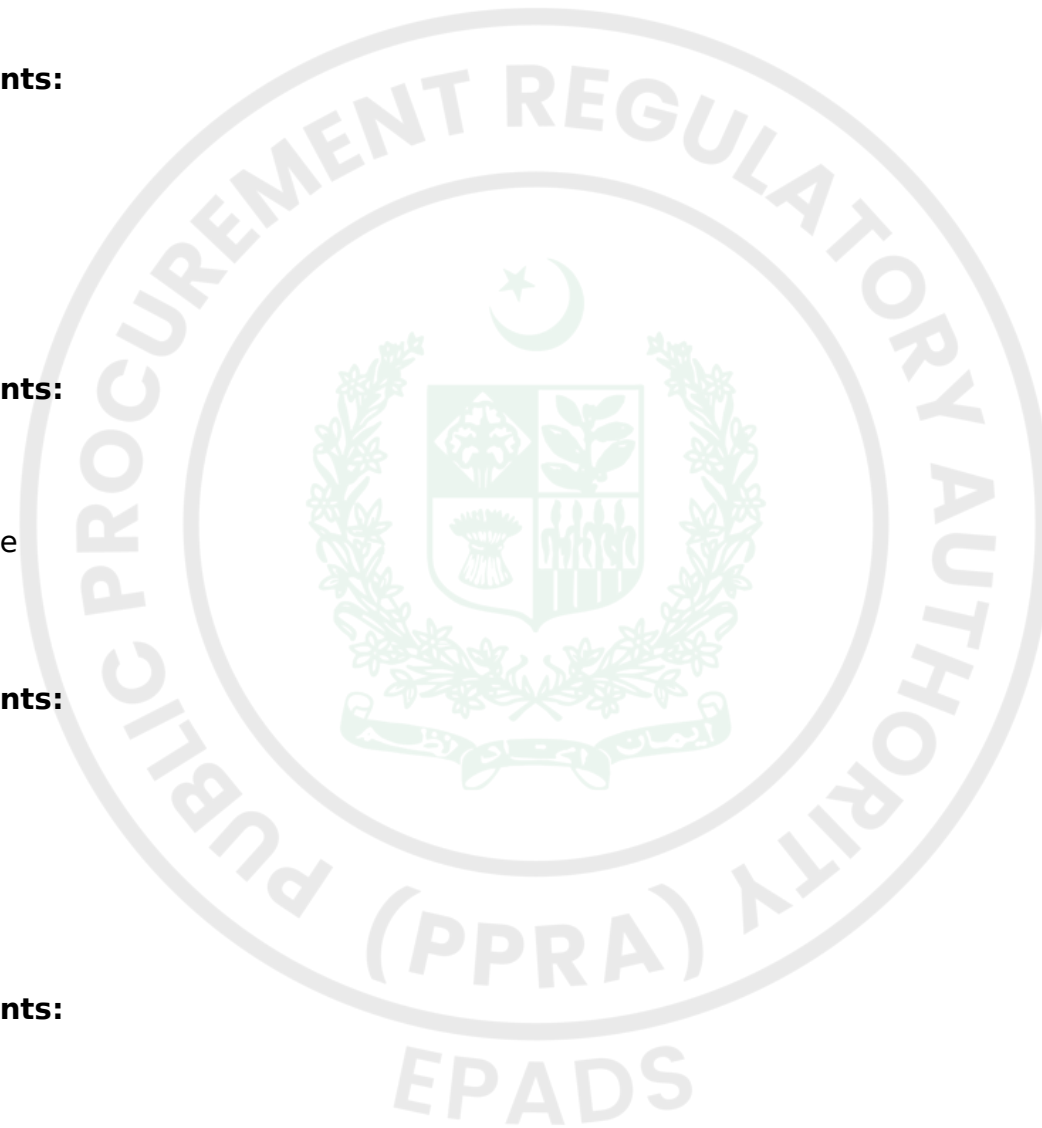 nts:
PUBLIC PROCUREMENT REGULATORY AUTHORITY
nts:
e
nts:
(PPRA)
nts:
EPADS